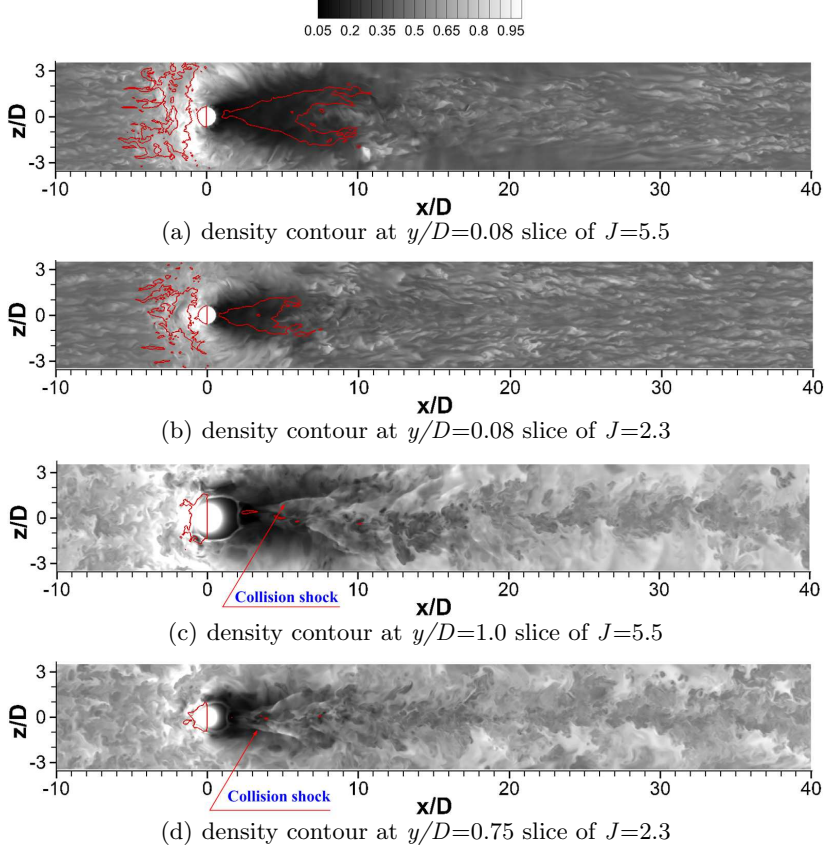 0.05 0.2 0.35 0.5 0.65 0.8 0.95
3
0
-3
z/D
-10 0 10 20 30 40
x/D
(a) density contour at y/D=0.08 slice of J=5.5
3
0
-3
z/D
-10 0 10 20 30 40
x/D
(b) density contour at y/D=0.08 slice of J=2.3
3
0
-3
z/D
-10 0 10 20 30 40
Collision shock
x/D
(c) density contour at y/D=1.0 slice of J=5.5
3
0
-3
z/D
-10 0 10 20 30 40
Collision shock
x/D
(d) density contour at y/D=0.75 slice of J=2.3